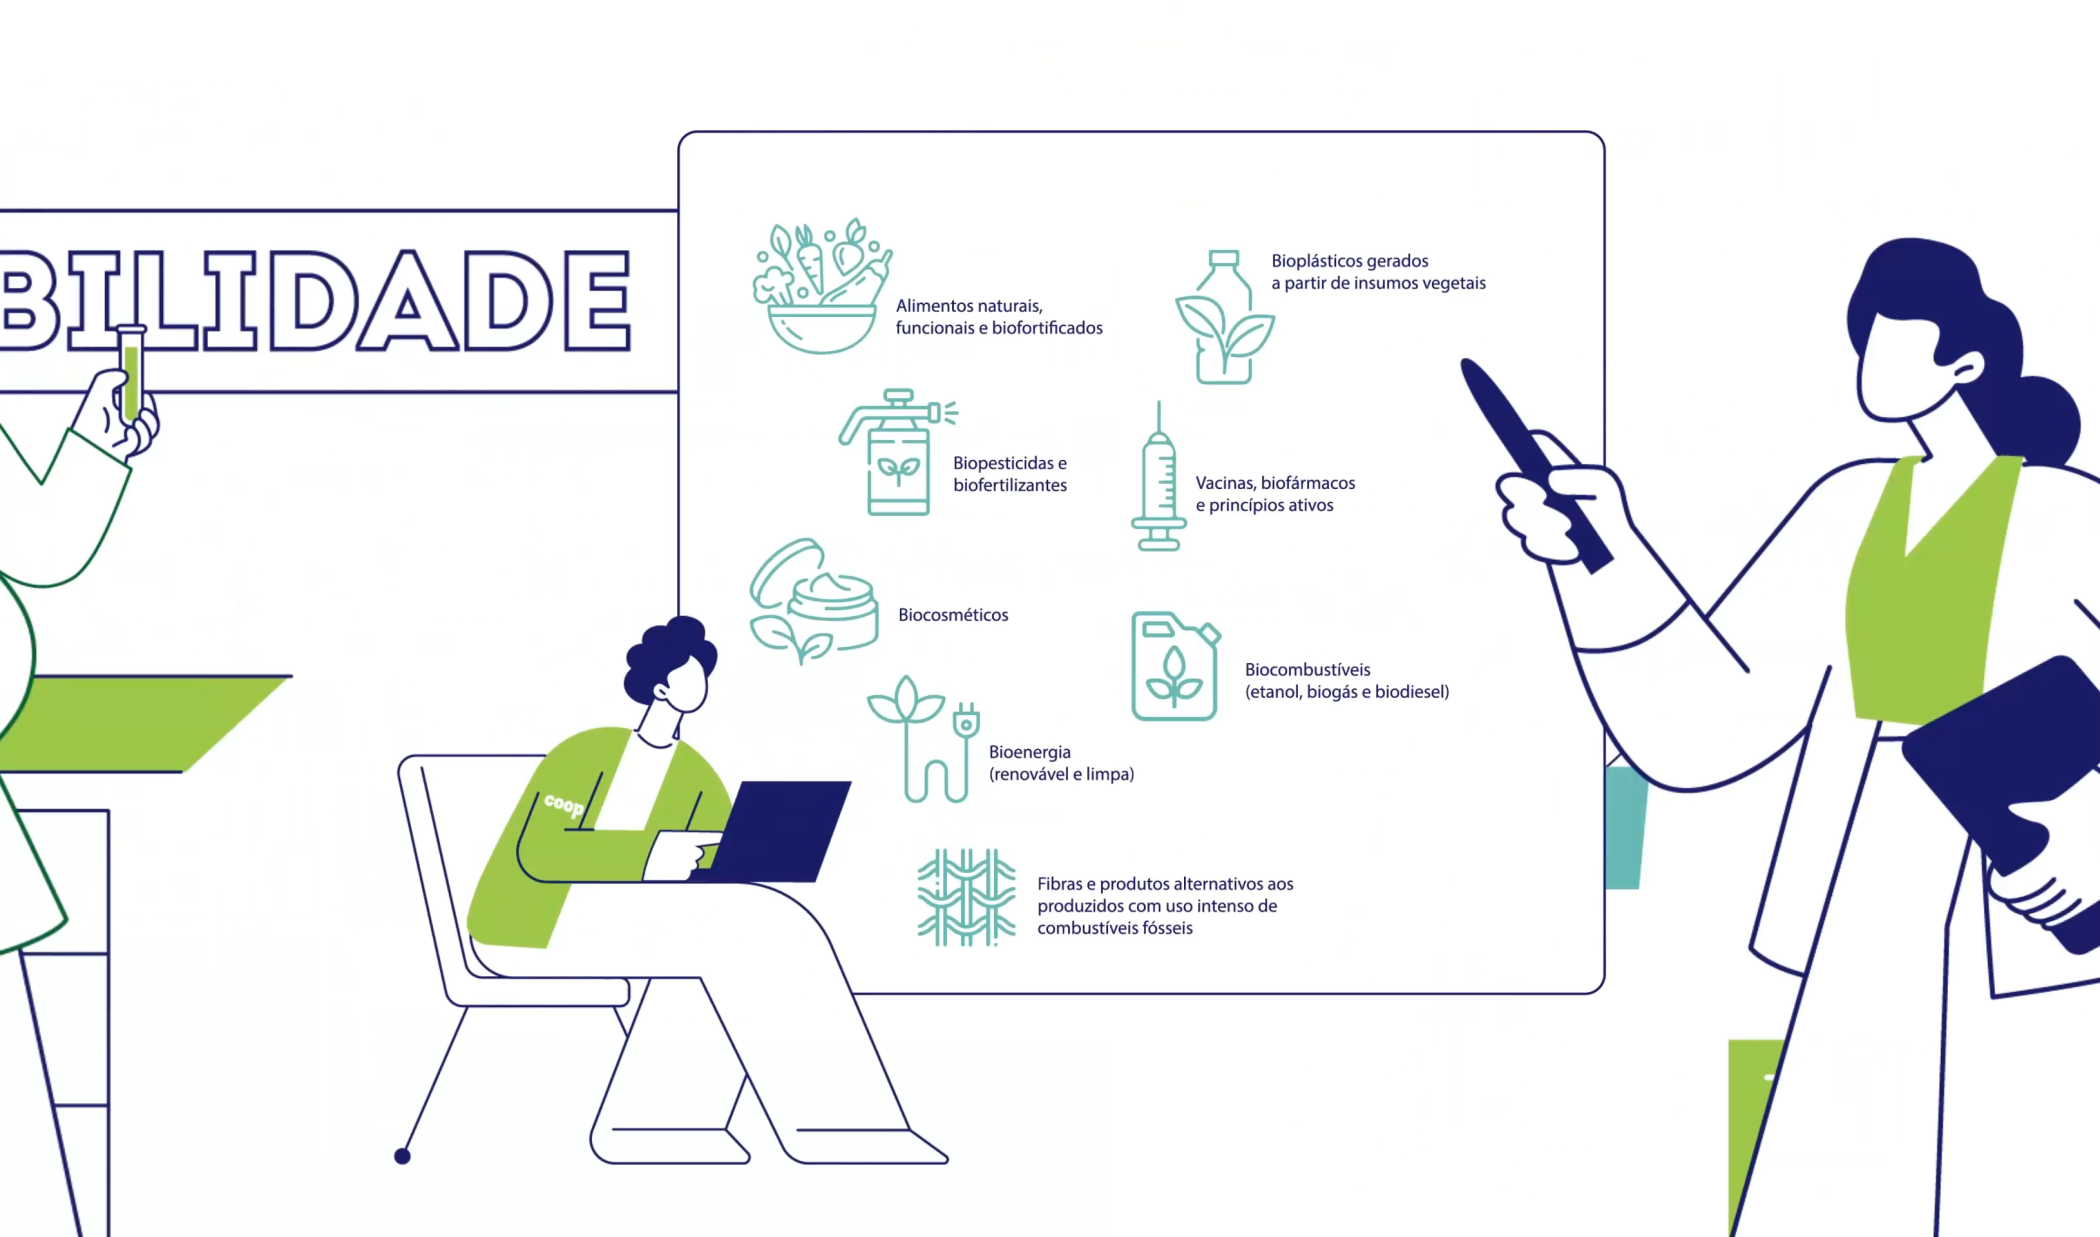 BILIDADE
Alimentos naturais,
funcionais e biofortificados
Bioplásticos gerados
a partir de insumos vegetais
Biopesticidas e
biofertilizantes
Vacinas, biofármacos
e princípios ativos
Biocosméticos
Biocombustíveis
(etanol, biogás e biodiesel)
Bioenergia
(renovável e limpa)
coop
Fibras e produtos alternativos aos
produzidos com uso intenso de
combustíveis fósseis